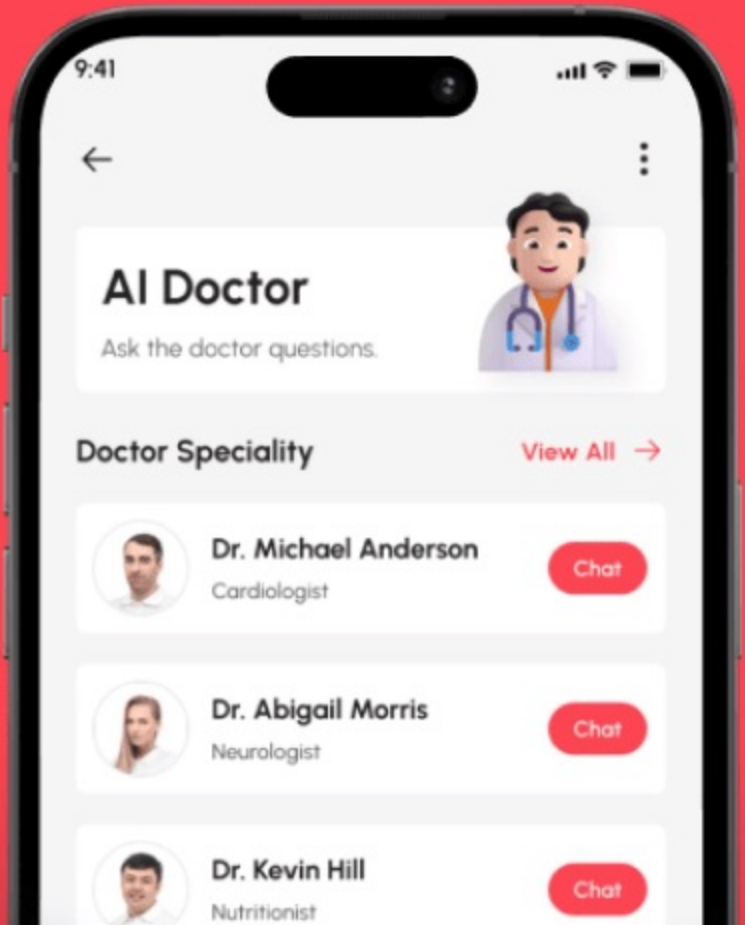 9:41
AI Doctor
Ask the doctor questions.
Doctor Speciality
View All
Dr. Michael Anderson
Cardiologist
Chat
Dr. Abigail Morris
Neurologist
Chat
Dr. Kevin Hill
Nutritionist
Chat